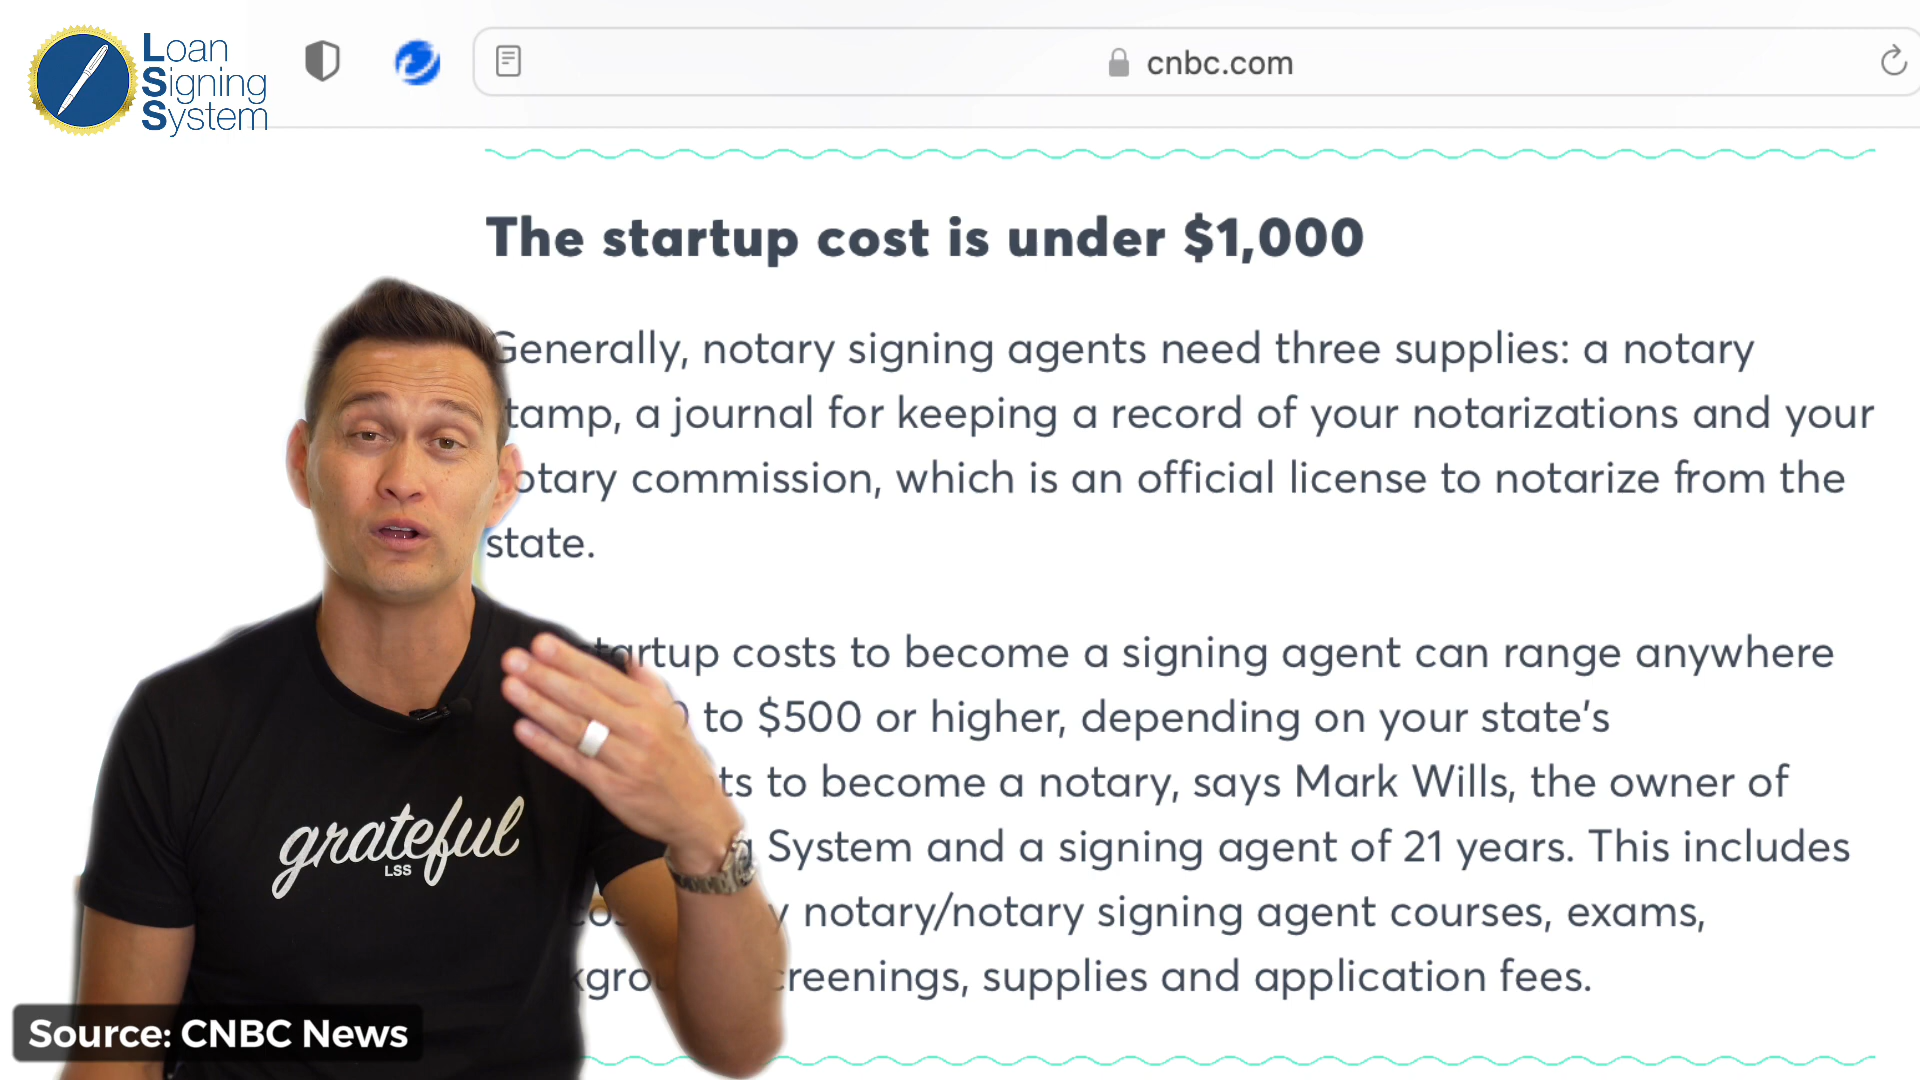 Loan
Signing
System
cnbc.com
The startup cost is under $1,000
Generally, notary signing agents need three supplies: a notary
tamp, a journal for keeping a record of your notarizations and your
otary commission, which is an official license to notarize from the
state.
tartup costs to become a signing agent can range anywhere
to $500 or higher, depending on your state's
ts to become a notary, says Mark Wills, the owner of
System and a signing agent of 21 years. This includes
notary/notary signing agent courses, exams,
creenings, supplies and application fees.
grateful
LSS
Source: CNBC News